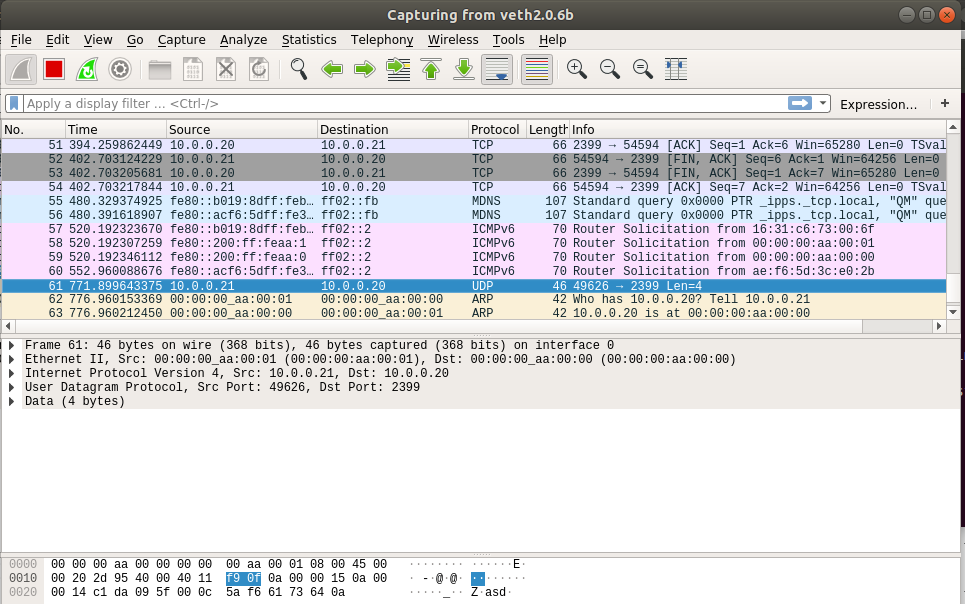 Capturing from veth2.0.6b
File Edit View Go Capture Analyze Statistics Telephony Wireless Tools Help
Apply a display filter ... <Ctrl-/> Expression... +
No. Time Source Destination Protocol Length Info
51 394.259862449 10.0.0.20 10.0.0.21 TCP 66 2399 → 54594 [ACK] Seq=1 Ack=6 Win=65280 Len=0 TSval
52 402.703124229 10.0.0.21 10.0.0.20 TCP 66 54594 → 2399 [FIN, ACK] Seq=6 Ack=1 Win=64256 Len=0
53 402.703205681 10.0.0.20 10.0.0.21 TCP 66 2399 → 54594 [FIN, ACK] Seq=1 Ack=7 Win=65280 Len=0
54 402.703217844 10.0.0.21 10.0.0.20 TCP 66 54594 → 2399 [ACK] Seq=7 Ack=2 Win=64256 Len=0 TSval
55 480.329374925 fe80::b019:8dff:feb… ff02::fb MDNS 107 Standard query 0x0000 PTR _ipps._tcp.local, "QM" que
56 480.391618907 fe80::acf6:5dff:fe3… ff02::fb MDNS 107 Standard query 0x0000 PTR _ipps._tcp.local, "QM" que
57 520.192323670 fe80::b019:8dff:feb… ff02::2 ICMPv6 70 Router Solicitation from 16:31:c6:73:00:6f
58 520.192307259 fe80::200:ff:feaa:1 ff02::2 ICMPv6 70 Router Solicitation from 00:00:00:aa:00:01
59 520.192346112 fe80::200:ff:feaa:0 ff02::2 ICMPv6 70 Router Solicitation from 00:00:00:aa:00:00
60 552.960088676 fe80::acf6:5dff:fe3… ff02::2 ICMPv6 70 Router Solicitation from ae:f6:5d:3c:e0:2b
61 771.899643375 10.0.0.21 10.0.0.20 UDP 46 49626 → 2399 Len=4
62 776.960153369 00:00:00_aa:00:01 00:00:00_aa:00:00 ARP 42 Who has 10.0.0.20? Tell 10.0.0.21
63 776.960212450 00:00:00_aa:00:00 00:00:00_aa:00:01 ARP 42 10.0.0.20 is at 00:00:00:aa:00:00
Frame 61: 46 bytes on wire (368 bits), 46 bytes captured (368 bits) on interface 0
Ethernet II, Src: 00:00:00_aa:00:01 (00:00:00:aa:00:01), Dst: 00:00:00_aa:00:00 (00:00:00:aa:00:00)
Internet Protocol Version 4, Src: 10.0.0.21, Dst: 10.0.0.20
User Datagram Protocol, Src Port: 49626, Dst Port: 2399
Data (4 bytes)
0000 00 00 00 aa 00 00 00 00 00 aa 00 01 08 00 45 00 ········ ······E·
0010 00 20 2d 95 40 00 40 11 f9 0f 0a 00 00 15 0a 00 · -·@·@· ········
0020 00 14 c1 da 09 5f 00 0c 5a f6 61 73 64 0a ·····_·· Z·asd·